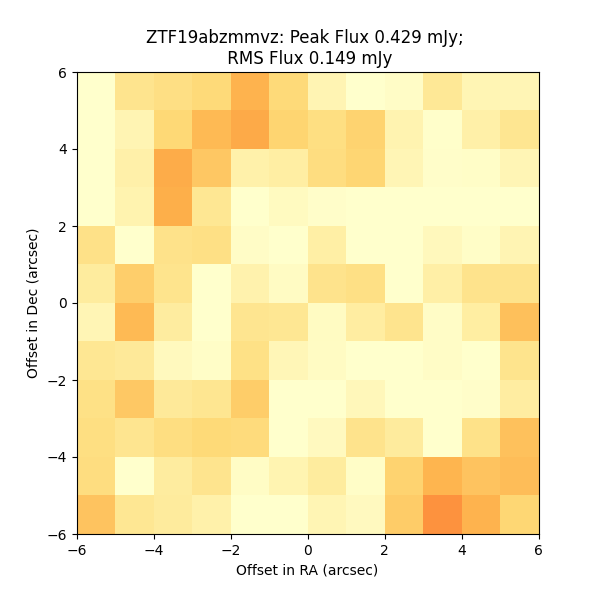 ZTF19abzmmvz: Peak Flux 0.429 mJy;
RMS Flux 0.149 mJy
6
4
2
0
−2
−4
−6
Offset in Dec (arcsec)
−6 −4 −2 0 2 4 6
Offset in RA (arcsec)